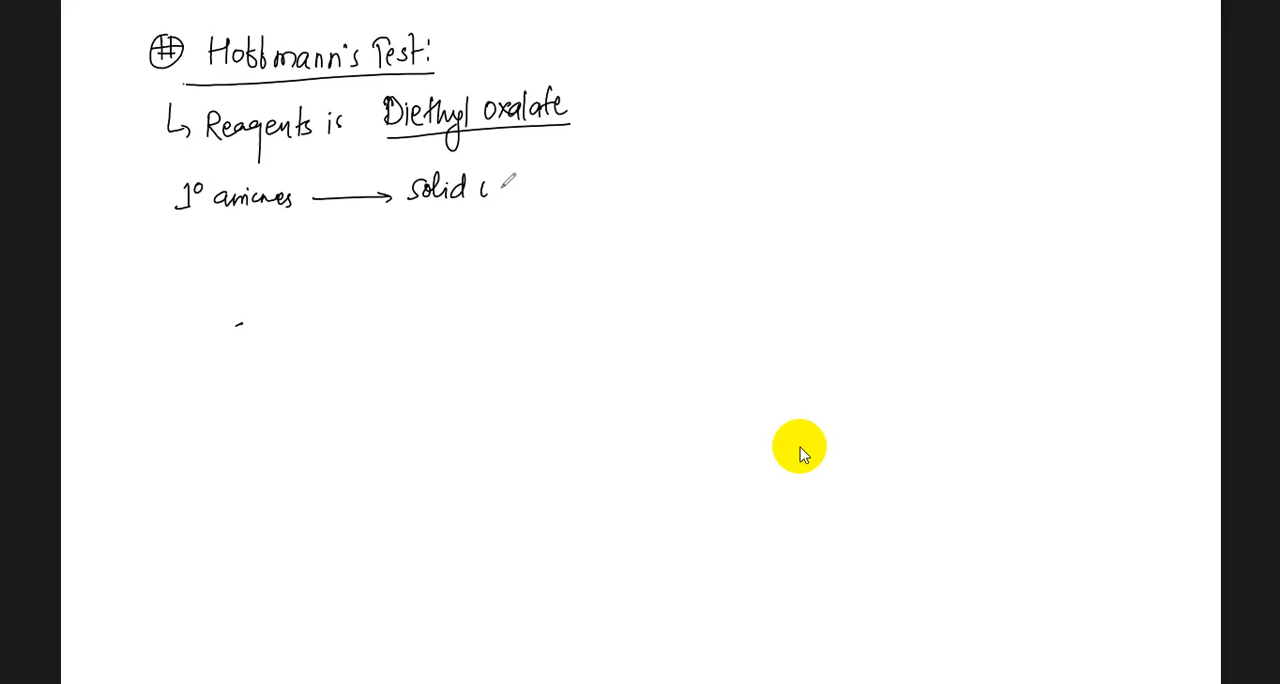 # Hoffmann's Test:
↳ Reagents is Diethyl oxalate
1° amines ⟶ Solid (